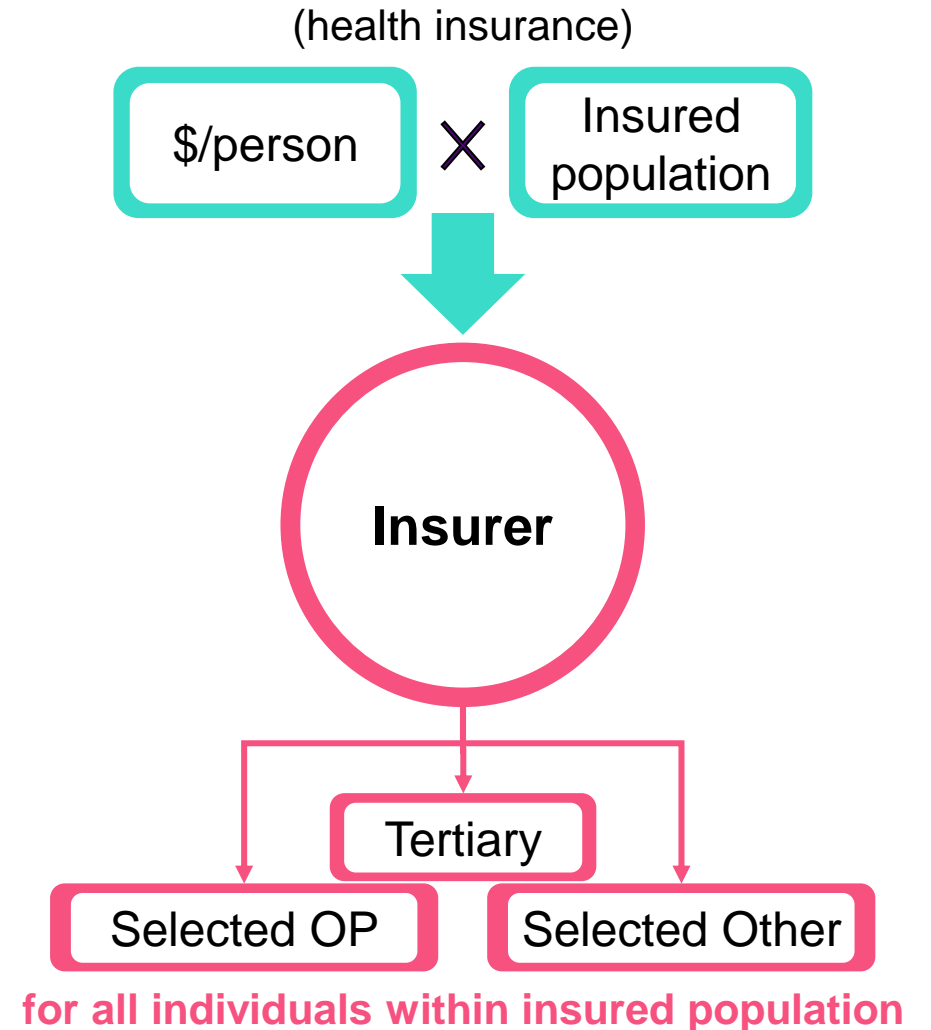 (health insurance)
$/person
Insured
population
Insurer
Tertiary
Selected OP
Selected Other
for all individuals within insured population